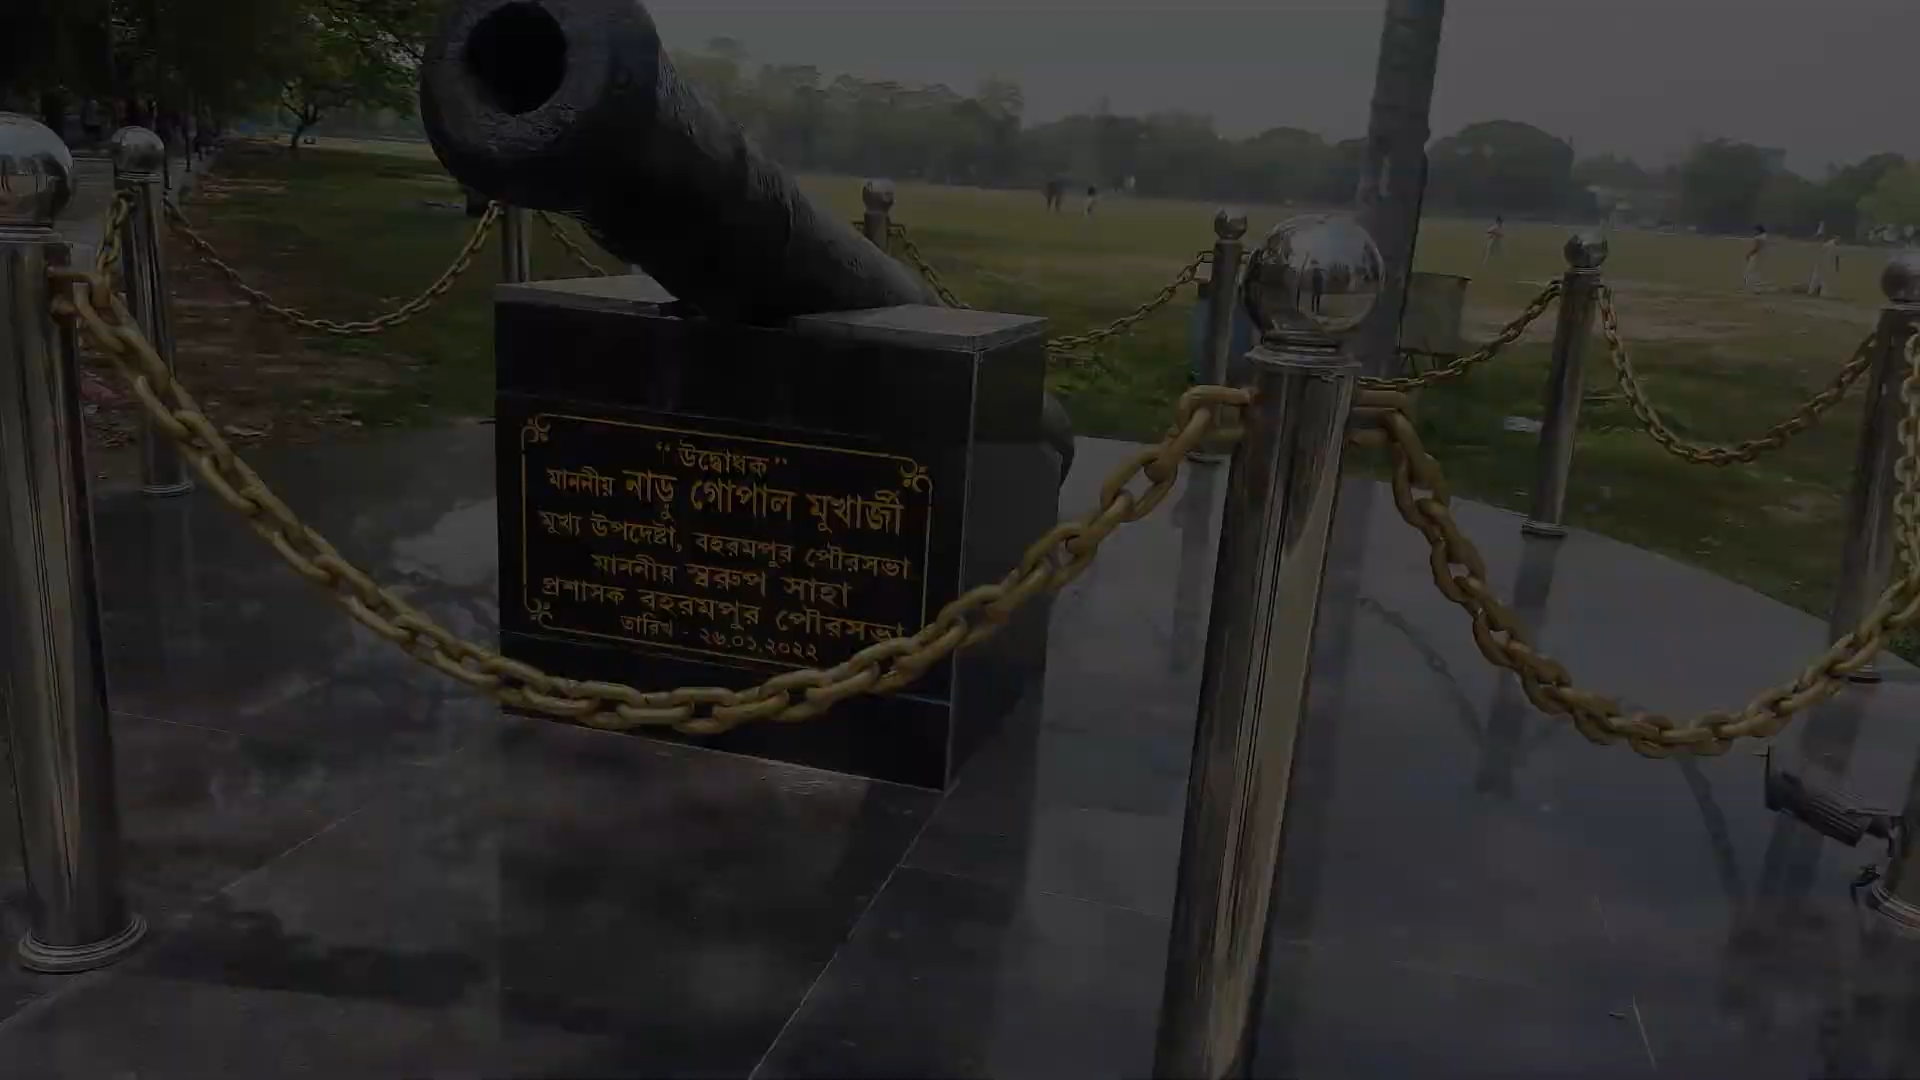 “উদ্বোধক”
মাননীয় নাড়ু গোপাল মুখার্জী
মুখ্য উপদেষ্টা, বহরমপুর পৌরসভা
মাননীয় স্বরুপ সাহা
প্রশাসক বহরমপুর পৌরসভা
তারিখ - ২৬.০১.২০২২